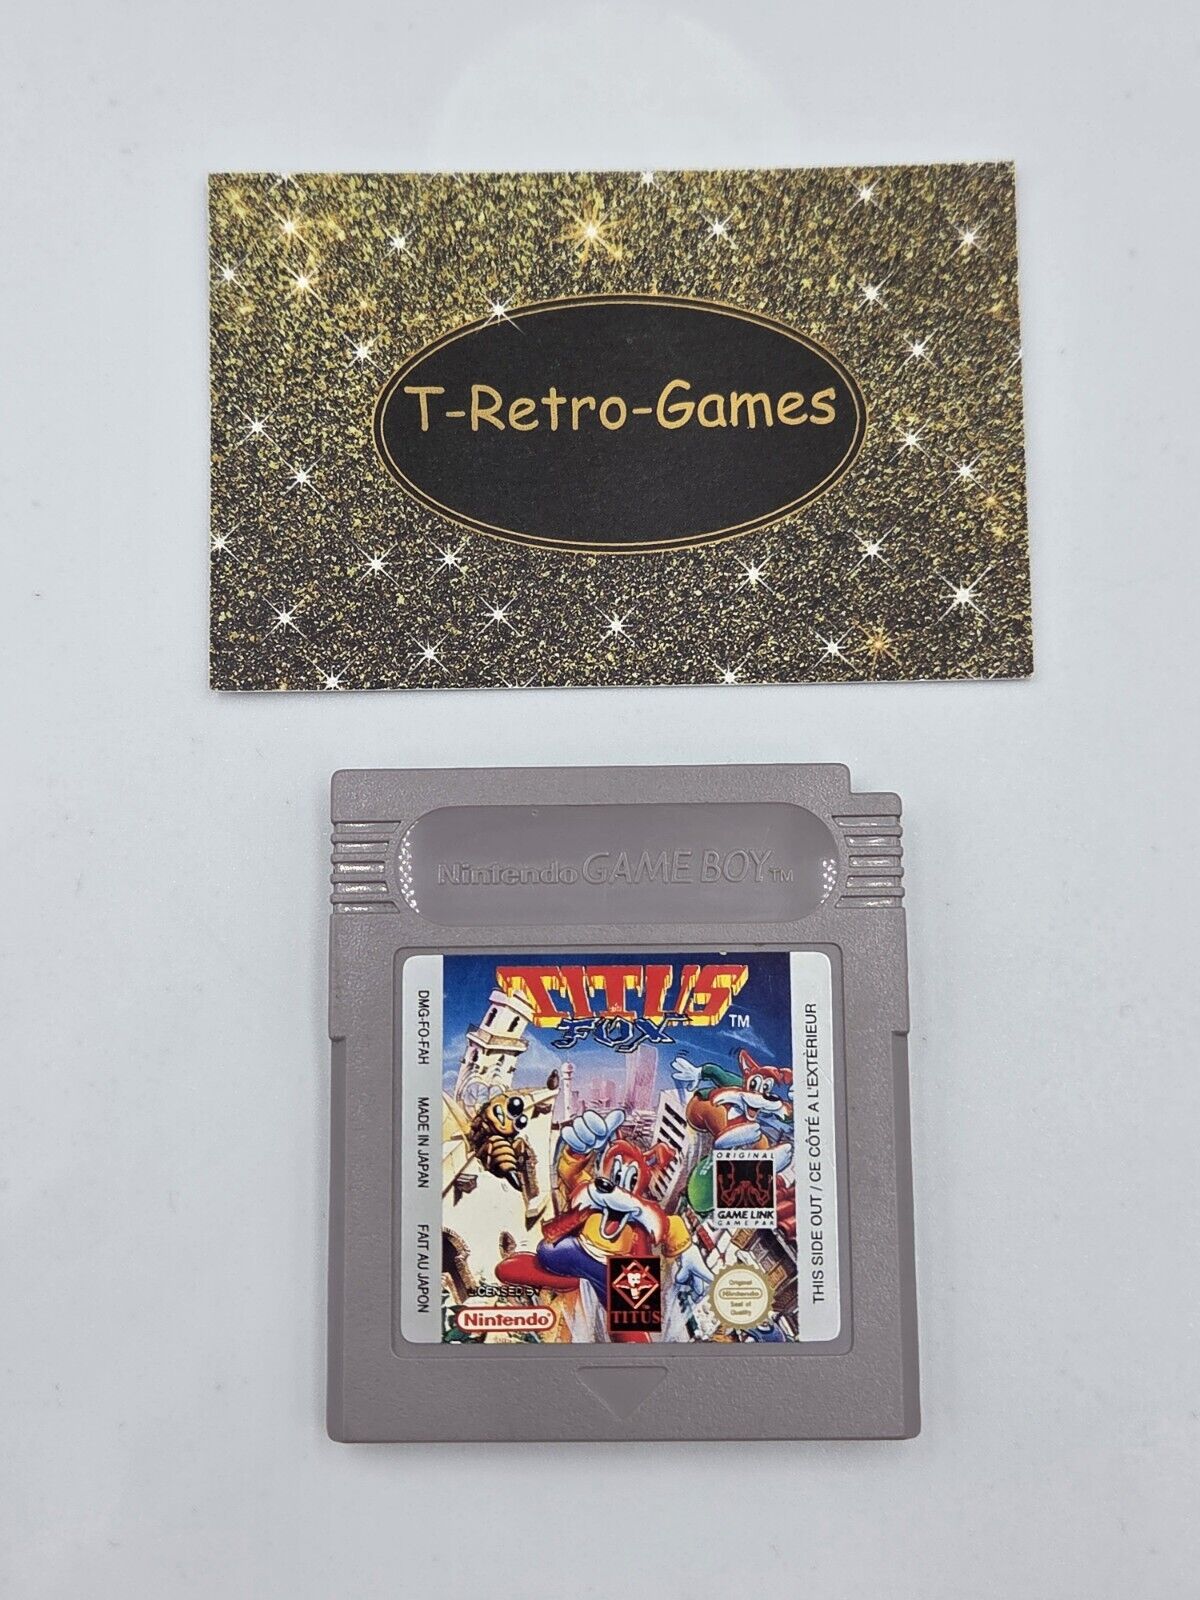 T-Retro-Games
Nintendo GAME BOY TM
TITUS
FOX TM
DMG-FO-FAH MADE IN JAPAN FAIT AU JAPON
THIS SIDE OUT / CE CÔTÉ A L'EXTÉRIEUR
ORIGINAL
GAME LINK
GAME PAK
LICENSED BY
Nintendo
TITUS
Original
Nintendo
Seal of
Quality